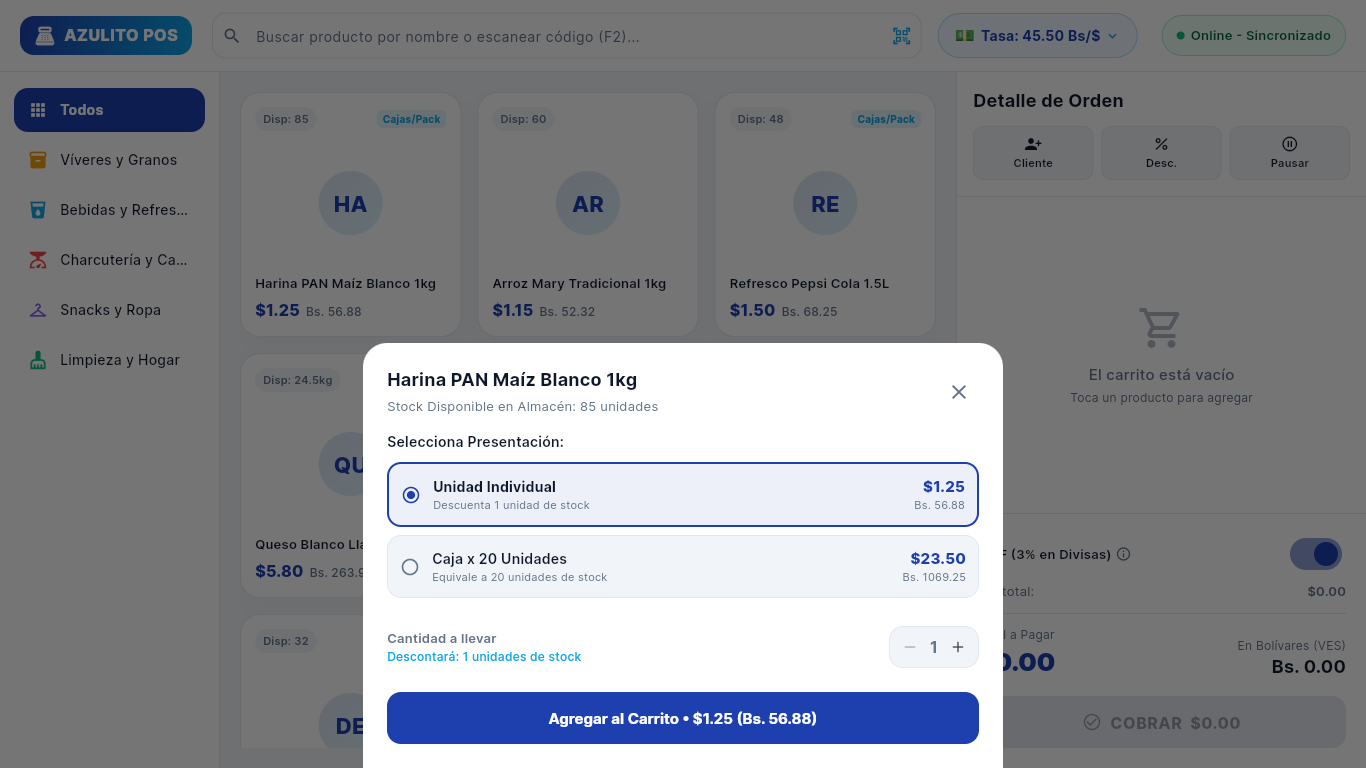 AZULITO POS
Buscar producto por nombre o escanear código (F2)...
Tasa: 45.50 Bs/$
Online - Sincronizado
Todos
Víveres y Granos
Bebidas y Refres...
Charcutería y Ca...
Snacks y Ropa
Limpieza y Hogar
Disp: 85
Cajas/Pack
HA
Harina PAN Maíz Blanco 1kg
$1.25 Bs. 56.88
Disp: 60
AR
Arroz Mary Tradicional 1kg
$1.15 Bs. 52.32
Disp: 48
Cajas/Pack
RE
Refresco Pepsi Cola 1.5L
$1.50 Bs. 68.25
Disp: 24.5kg
QU
Queso Blanco Lla
$5.80 Bs. 263.9
Disp: 32
DE
Detalle de Orden
Cliente
Desc.
Pausar
El carrito está vacío
Toca un producto para agregar
F (3% en Divisas)
total:
$0.00
l a Pagar
0.00
En Bolívares (VES)
Bs. 0.00
COBRAR $0.00
Harina PAN Maíz Blanco 1kg
Stock Disponible en Almacén: 85 unidades
Selecciona Presentación:
Unidad Individual
Descuenta 1 unidad de stock
$1.25
Bs. 56.88
Caja x 20 Unidades
Equivale a 20 unidades de stock
$23.50
Bs. 1069.25
Cantidad a llevar
Descontará: 1 unidades de stock
1
Agregar al Carrito • $1.25 (Bs. 56.88)